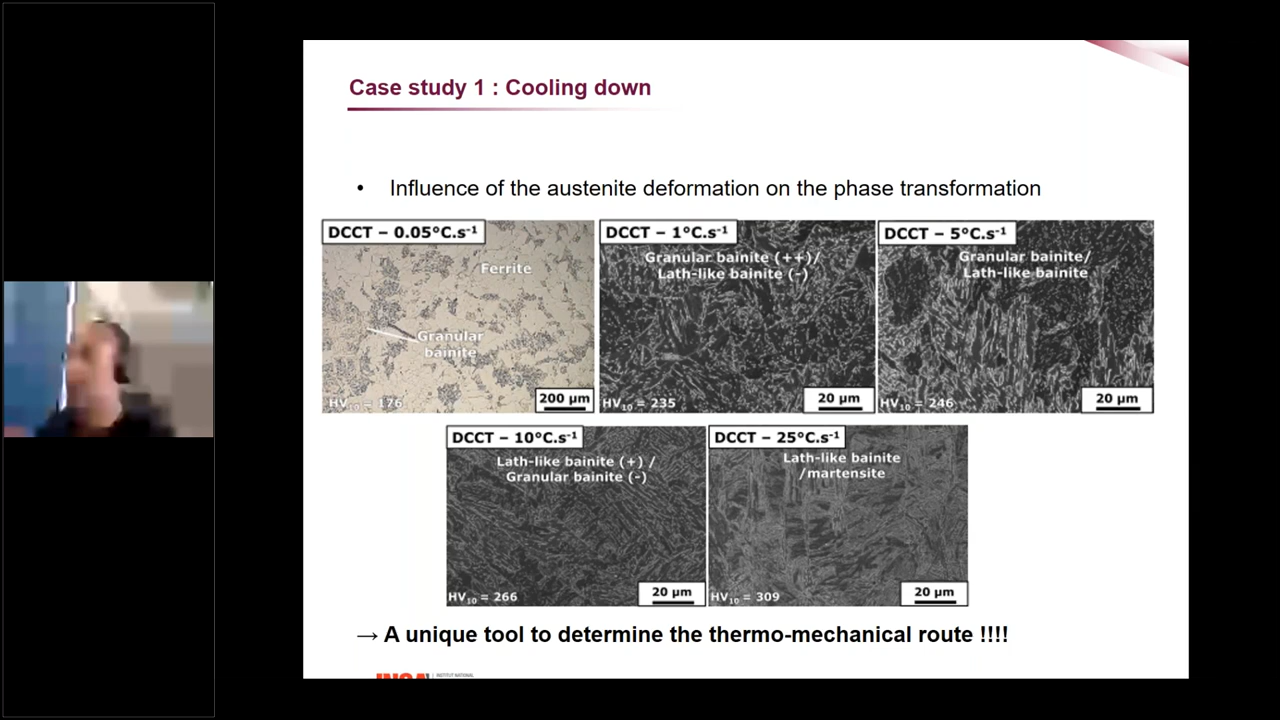 Case study 1 : Cooling down
• Influence of the austenite deformation on the phase transformation
DCCT – 0.05°C.s⁻¹
Ferrite
Granular
bainite
HV₁₀ = 176
200 µm
DCCT – 1°C.s⁻¹
Granular bainite (++)/
Lath-like bainite (-)
HV₁₀ = 235
20 µm
DCCT – 5°C.s⁻¹
Granular bainite/
Lath-like bainite
HV₁₀ = 246
20 µm
DCCT – 10°C.s⁻¹
Lath-like bainite (+) /
Granular bainite (-)
HV₁₀ = 266
20 µm
DCCT – 25°C.s⁻¹
Lath-like bainite
/martensite
HV₁₀ = 309
20 µm
→ A unique tool to determine the thermo-mechanical route !!!!
INSA
INSTITUT NATIONAL